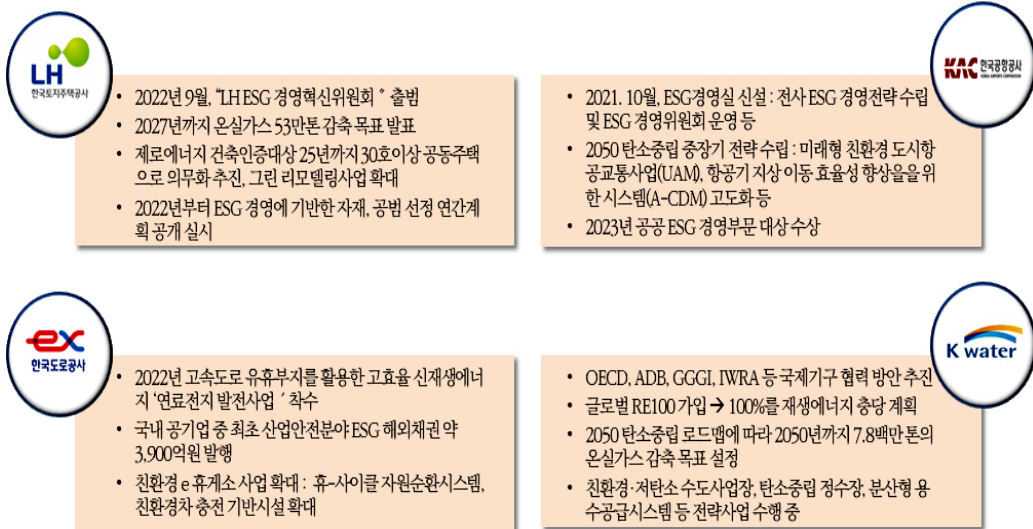 LH
한국토지주택공사
• 2022년 9월, “LH ESG 경영혁신위원회 ” 출범
• 2027년까지 온실가스 53만톤 감축 목표 발표
• 제로에너지 건축인증대상 25년까지 30호이상 공동주택
으로 의무화 추진, 그린 리모델링사업 확대
• 2022년부터 ESG 경영에 기반한 자재, 공범 선정 연간계
획 공개 실시
KAC 한국공항공사
KOREA AIRPORTS CORPORATION
• 2021. 10월, ESG경영실 신설 : 전사 ESG 경영전략 수립
및 ESG 경영위원회 운영 등
• 2050 탄소중립 중장기 전략 수립 : 미래형 친환경 도시항
공교통사업(UAM), 항공기 지상 이동 효율성 향상을을 위
한 시스템(A-CDM) 고도화 등
• 2023년 공공 ESG 경영부문 대상 수상
ex
한국도로공사
• 2022년 고속도로 유휴부지를 활용한 고효율 신재생에너
지 ‘연료전지 발전사업 ’ 착수
• 국내 공기업 중 최초 산업안전분야 ESG 해외채권 약
3,900억원 발행
• 친환경 e 휴게소 사업 확대 : 휴-사이클 자원순환시스템,
친환경차 충전 기반시설 확대
K water
• OECD, ADB, GGGI, IWRA 등 국제기구 협력 방안 추진
• 글로벌 RE100 가입 → 100%를 재생에너지 충당 계획
• 2050 탄소중립 로드맵에 따라 2050년까지 7.8백만 톤의
온실가스 감축 목표 설정
• 친환경·저탄소 수도사업장, 탄소중립 정수장, 분산형 용
수공급시스템 등 전략사업 수행 중